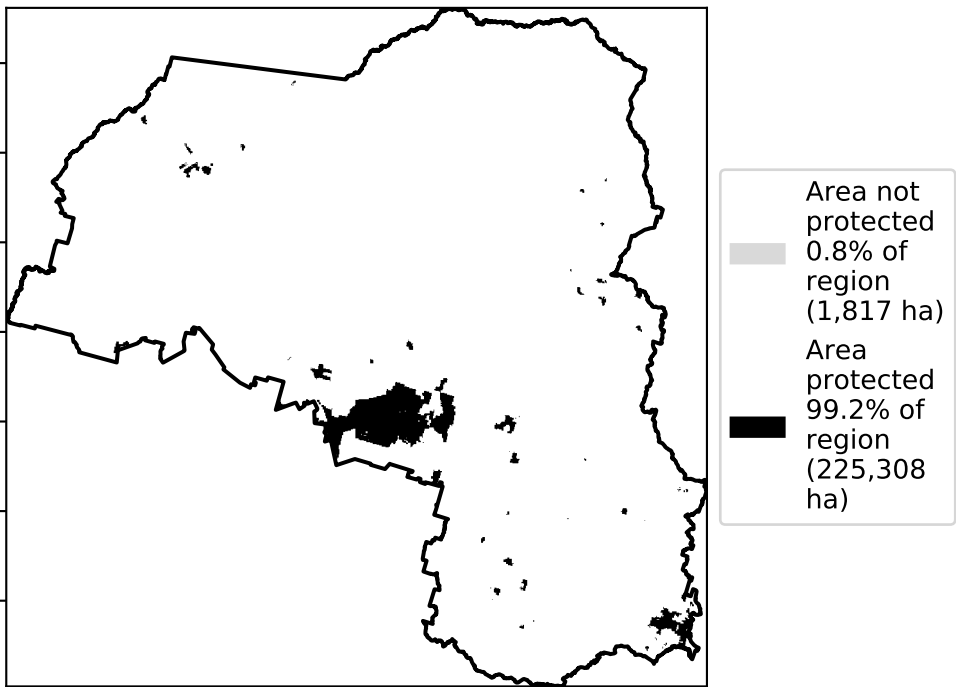 Area not
protected
0.8% of
region
(1,817 ha)
Area
protected
99.2% of
region
(225,308
ha)